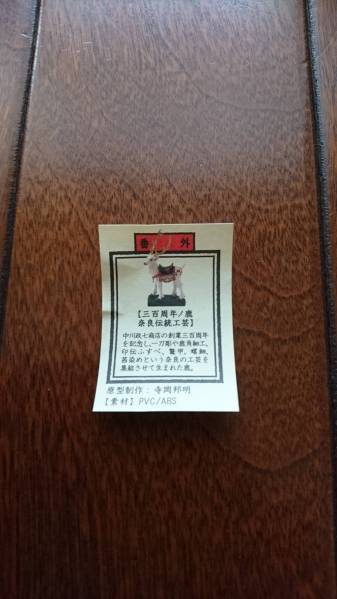 番外
【三百周年/鹿
奈良伝統工芸】
中川政七商店の創業三百周年
を記念し、一刀彫や鹿角細工、
印伝ふすべ、鼈甲、螺鈿、
茜染めという奈良の工芸を
集結させて生まれた鹿。
原型制作：寺岡邦明
【素材】PVC/ABS